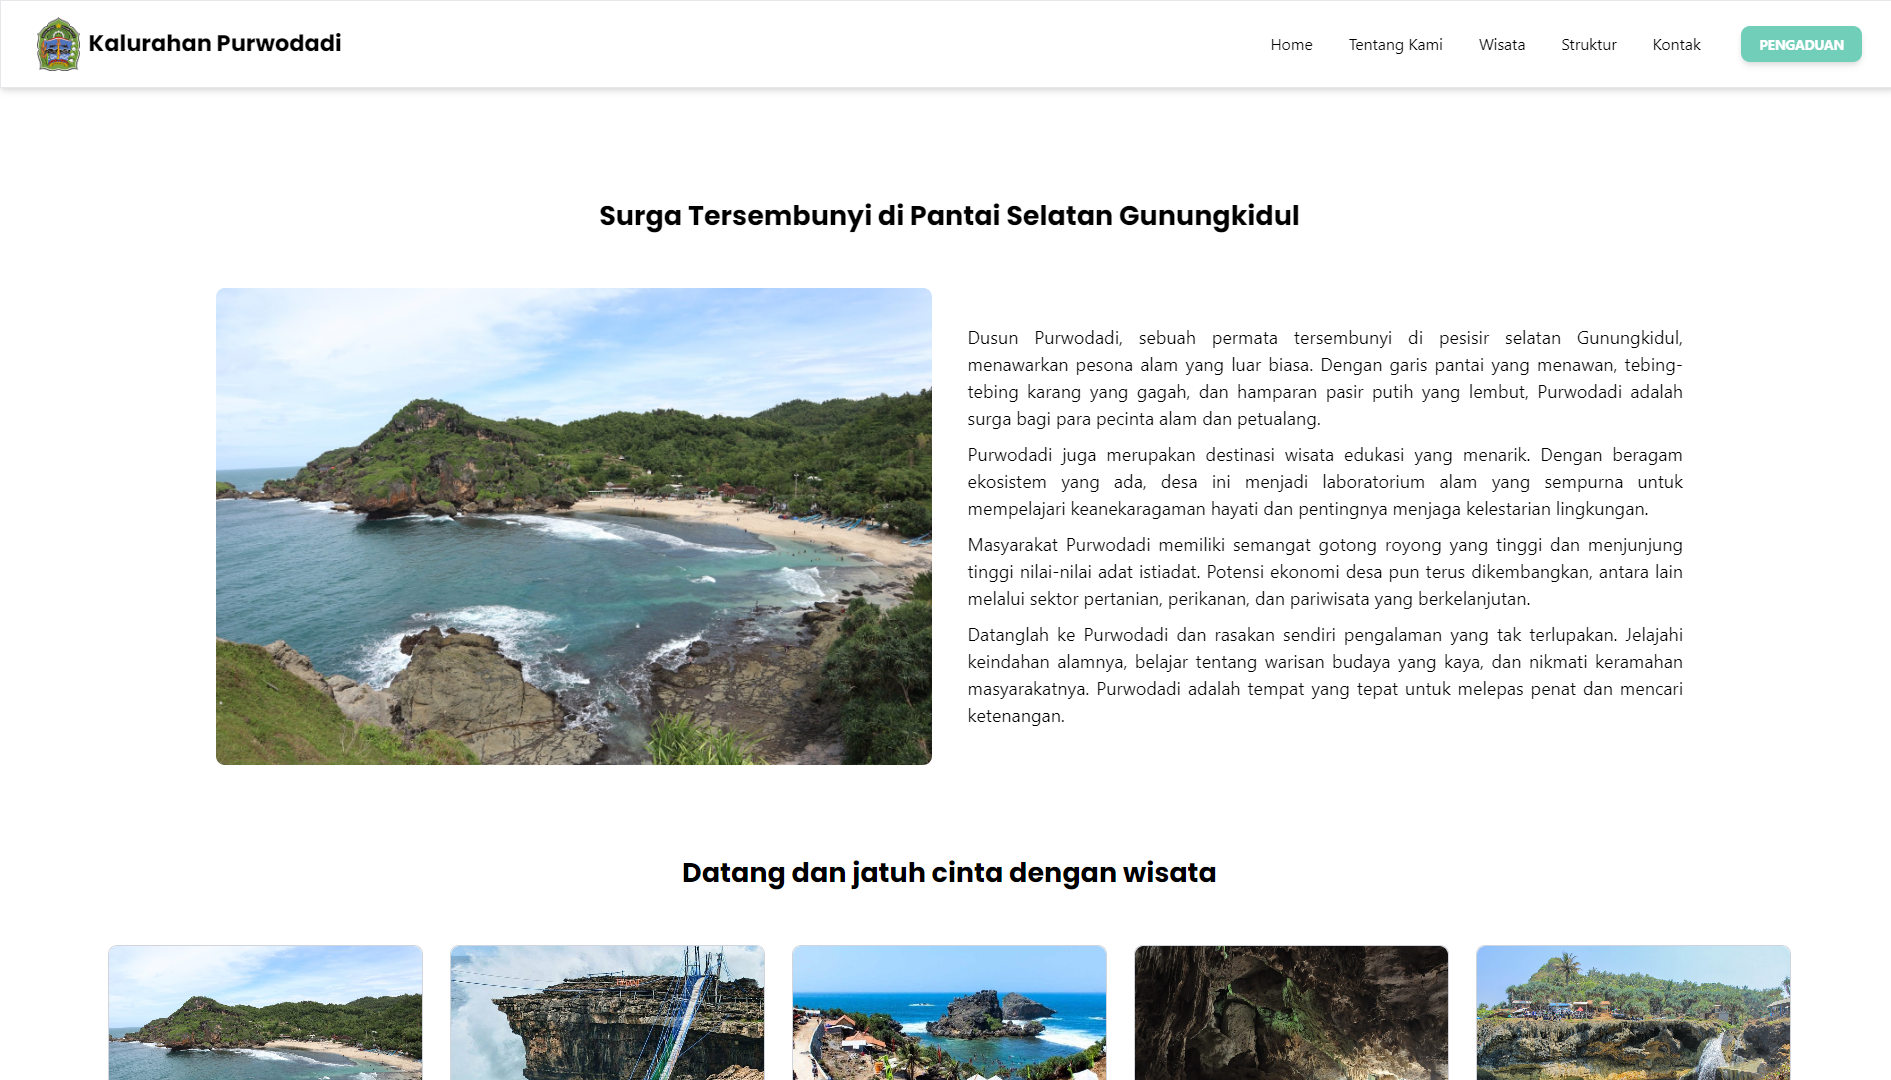 Kalurahan Purwodadi
Home
Tentang Kami
Wisata
Struktur
Kontak
PENGADUAN
Surga Tersembunyi di Pantai Selatan Gunungkidul
Dusun Purwodadi, sebuah permata tersembunyi di pesisir selatan Gunungkidul,
menawarkan pesona alam yang luar biasa. Dengan garis pantai yang menawan, tebing-
tebing karang yang gagah, dan hamparan pasir putih yang lembut, Purwodadi adalah
surga bagi para pecinta alam dan petualang.
Purwodadi juga merupakan destinasi wisata edukasi yang menarik. Dengan beragam
ekosistem yang ada, desa ini menjadi laboratorium alam yang sempurna untuk
mempelajari keanekaragaman hayati dan pentingnya menjaga kelestarian lingkungan.
Masyarakat Purwodadi memiliki semangat gotong royong yang tinggi dan menjunjung
tinggi nilai-nilai adat istiadat. Potensi ekonomi desa pun terus dikembangkan, antara lain
melalui sektor pertanian, perikanan, dan pariwisata yang berkelanjutan.
Datanglah ke Purwodadi dan rasakan sendiri pengalaman yang tak terlupakan. Jelajahi
keindahan alamnya, belajar tentang warisan budaya yang kaya, dan nikmati keramahan
masyarakatnya. Purwodadi adalah tempat yang tepat untuk melepas penat dan mencari
ketenangan.
Datang dan jatuh cinta dengan wisata